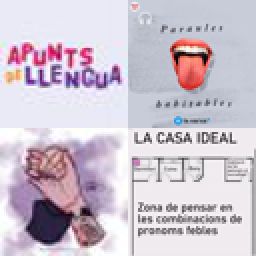 APUNTS
DE LLENGUA
Paraules
habitables
LA CASA IDEAL
Zona de pensar en
les combinacions de
pronoms febles